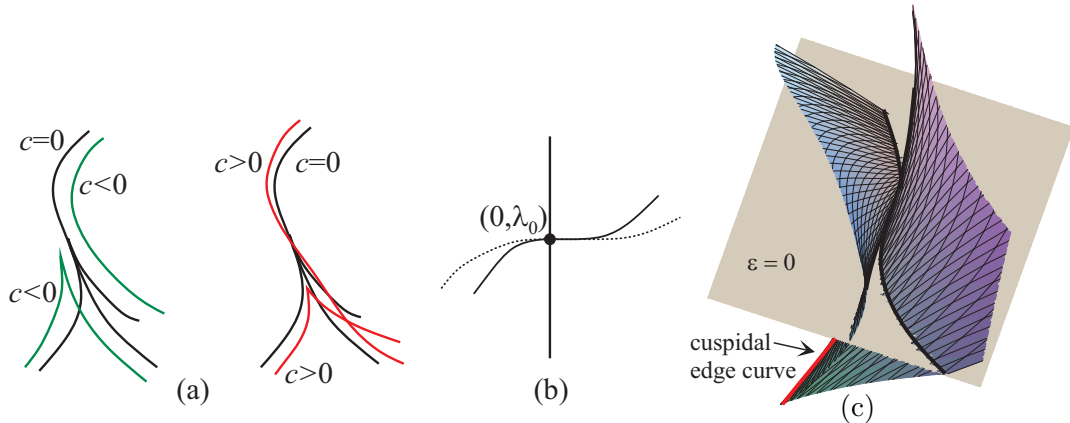 c=0
c<0
c<0
c>0
c=0
c>0
(a)
(0,λ₀)
(b)
ε = 0
cuspidal
edge curve
(c)